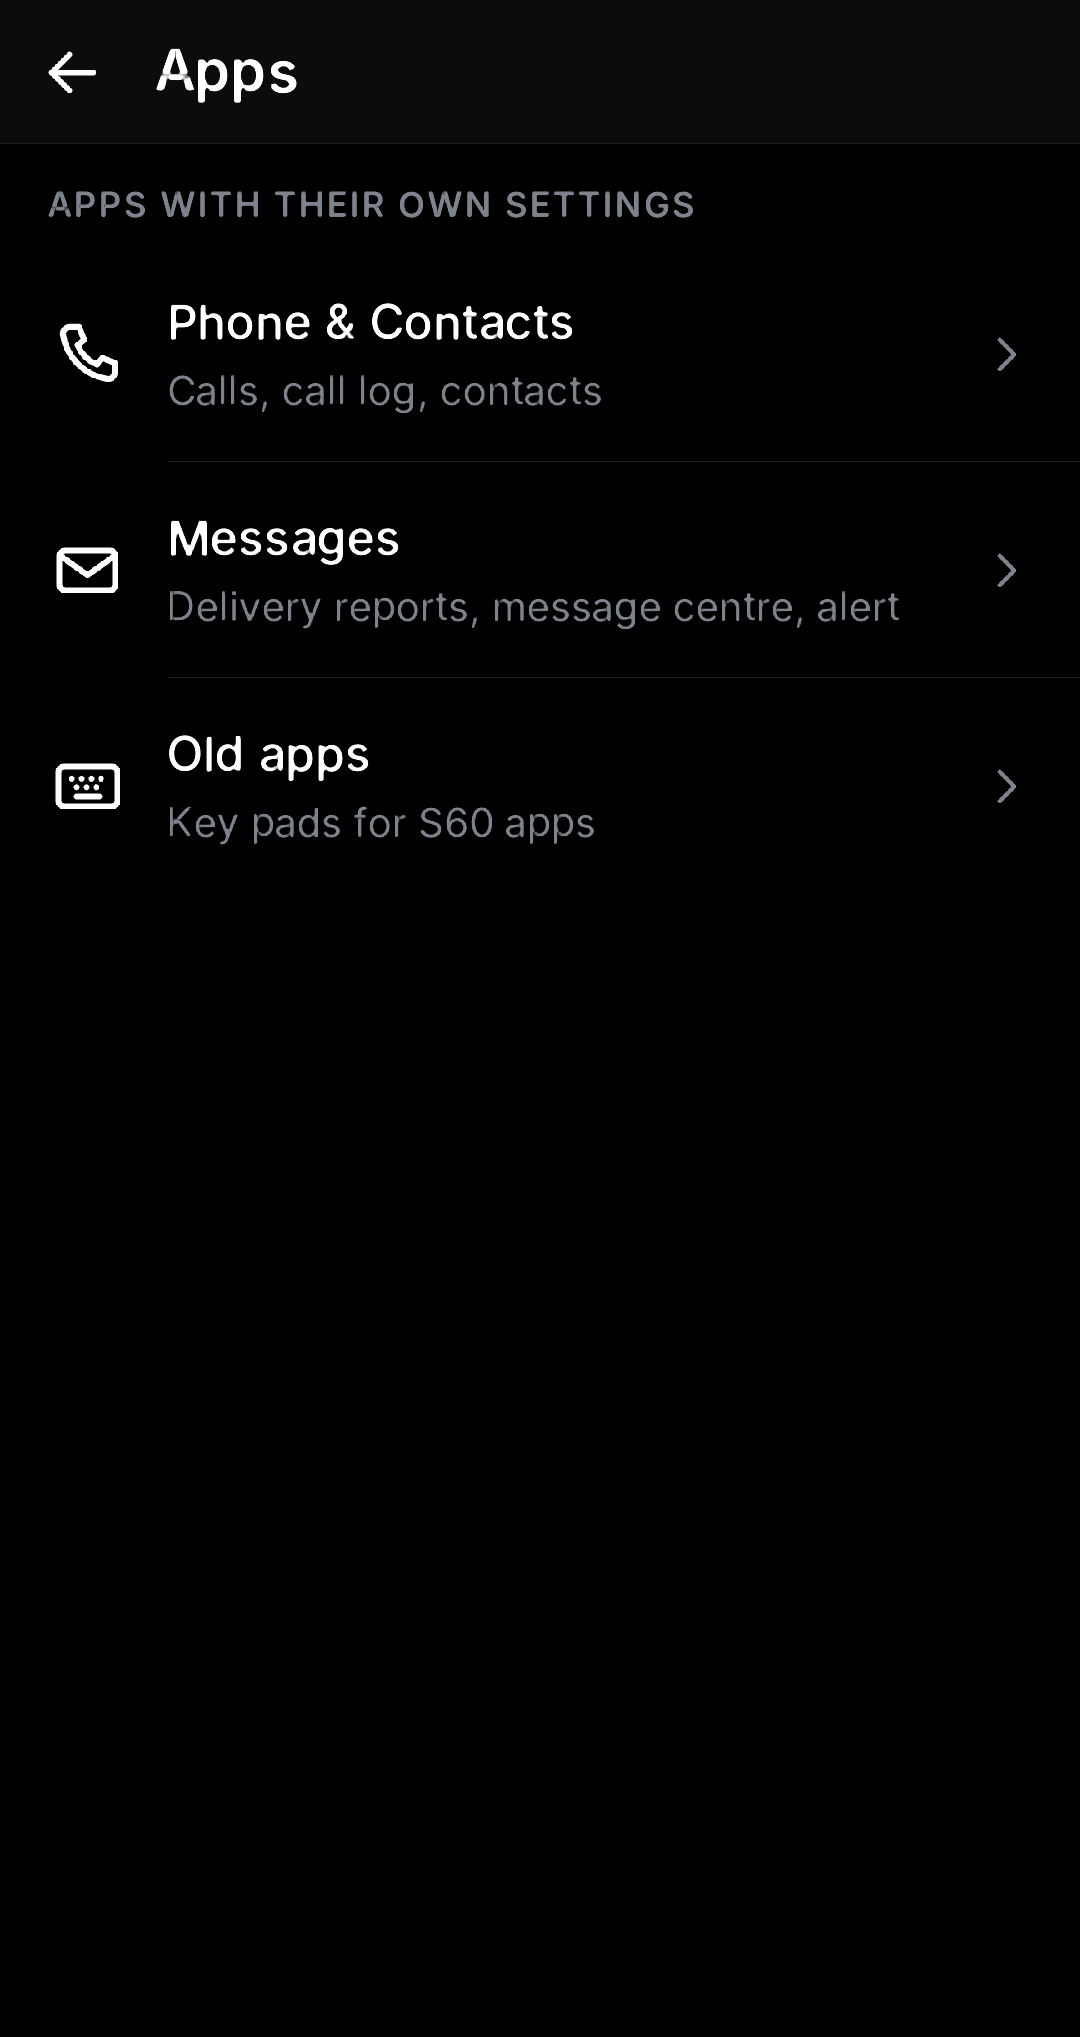 Apps
APPS WITH THEIR OWN SETTINGS
Phone & Contacts
Calls, call log, contacts
Messages
Delivery reports, message centre, alert
Old apps
Key pads for S60 apps